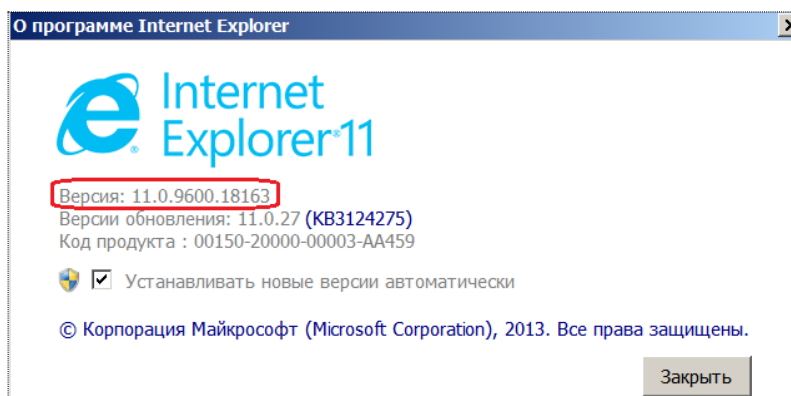 О программе Internet Explorer
Internet
Explorer®11
Версия: 11.0.9600.18163
Версии обновления: 11.0.27 (KB3124275)
Код продукта : 00150-20000-00003-AA459
Устанавливать новые версии автоматически
© Корпорация Майкрософт (Microsoft Corporation), 2013. Все права защищены.
Закрыть